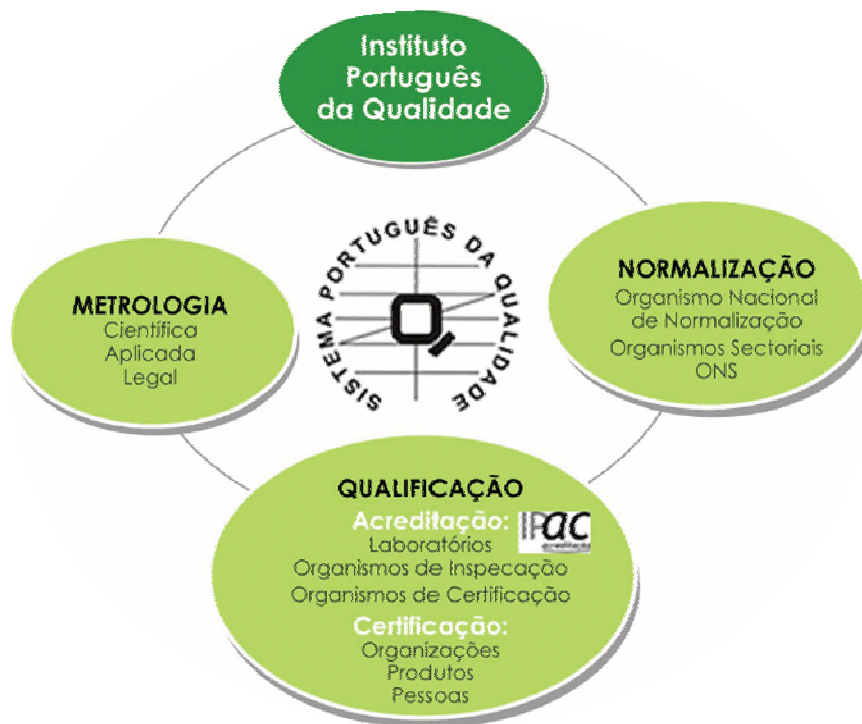 Instituto
Português
da Qualidade
SISTEMA PORTUGUÊS DA QUALIDADE
METROLOGIA
Científica
Aplicada
Legal
NORMALIZAÇÃO
Organismo Nacional
de Normalização
Organismos Sectoriais
ONS
QUALIFICAÇÃO
Acreditação:
IPac
acreditação
Laboratórios
Organismos de Inspecação
Organismos de Certificação
Certificação:
Organizações
Produtos
Pessoas